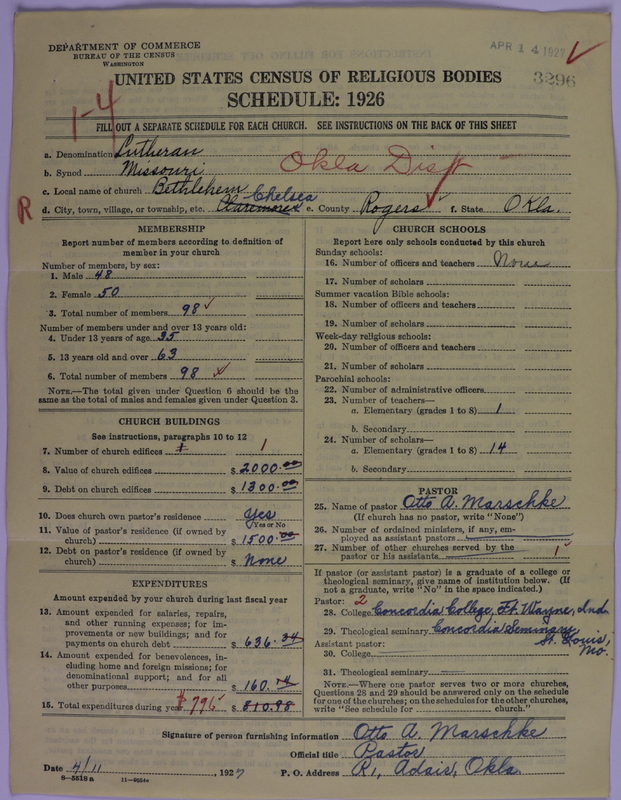 DEPARTMENT OF COMMERCE
BUREAU OF THE CENSUS
WASHINGTON
APR 14 1927
3296
UNITED STATES CENSUS OF RELIGIOUS BODIES
SCHEDULE: 1926
1-4
FILL OUT A SEPARATE SCHEDULE FOR EACH CHURCH. SEE INSTRUCTIONS ON THE BACK OF THIS SHEET
a. Denomination Lutheran
b. Synod Missouri
Okla Dist
c. Local name of church Bethlehem
R
d. City, town, village, or township, etc. Claremore Chelsea e. County Rogers f. State Okla.
MEMBERSHIP
Report number of members according to definition of
member in your church
Number of members, by sex:
1. Male 48
2. Female 50
3. Total number of members 98
Number of members under and over 13 years old:
4. Under 13 years of age 35
5. 13 years old and over 63
6. Total number of members 98
NOTE.—The total given under Question 6 should be the
same as the total of males and females given under Question 3.
CHURCH BUILDINGS
See instructions, paragraphs 10 to 12
7. Number of church edifices 1
8. Value of church edifices $ 2000.00
9. Debt on church edifices $ 1300.00
10. Does church own pastor's residence Yes
(Yes or No)
11. Value of pastor's residence (if owned by
church) $ 1500.00
12. Debt on pastor's residence (if owned by
church) $ None
EXPENDITURES
Amount expended by your church during last fiscal year
13. Amount expended for salaries, repairs,
and other running expenses; for im-
provements or new buildings; and for
payments on church debt $ 636.34
14. Amount expended for benevolences, in-
cluding home and foreign missions; for
denominational support; and for all
other purposes $ 160.74
15. Total expenditures during year $796 $ 810.98
CHURCH SCHOOLS
Report here only schools conducted by this church
Sunday schools:
16. Number of officers and teachers None
17. Number of scholars
Summer vacation Bible schools:
18. Number of officers and teachers
19. Number of scholars
Week-day religious schools:
20. Number of officers and teachers
21. Number of scholars
Parochial schools:
22. Number of administrative officers
23. Number of teachers—
a. Elementary (grades 1 to 8) 1
b. Secondary
24. Number of scholars—
a. Elementary (grades 1 to 8) 14
b. Secondary
PASTOR
25. Name of pastor Otto A. Marschke
(If church has no pastor, write "None")
26. Number of ordained ministers, if any, em-
ployed as assistant pastors
27. Number of other churches served by the
pastor or his assistants 1
If pastor (or assistant pastor) is a graduate of a college or
theological seminary, give name of institution below. (If
not a graduate, write "No" in the space indicated.)
Pastor: 2
28. College Concordia College, Ft. Wayne, Ind.
29. Theological seminary Concordia Seminary
St. Louis,
Mo.
Assistant pastor:
30. College
31. Theological seminary
NOTE.—Where one pastor serves two or more churches,
Questions 28 and 29 should be answered only on the schedule
for one of the churches; on the schedules for the other churches,
write "See schedule for church."
Signature of person furnishing information Otto A. Marschke
Official title Pastor
Date 4/11, 1927 P. O. Address R1, Adair, Okla.
8—5518a 11—9554